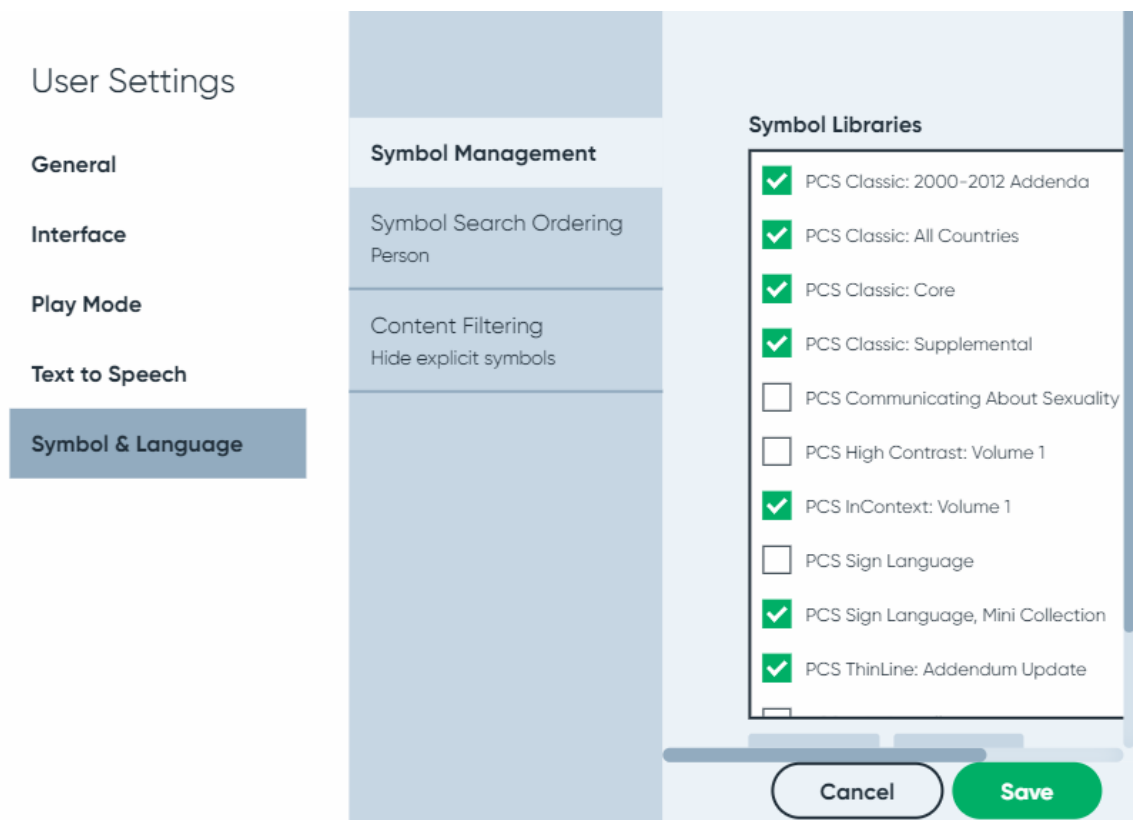 User Settings
General
Interface
Play Mode
Text to Speech
Symbol & Language
Symbol Management
Symbol Search Ordering
Person
Content Filtering
Hide explicit symbols
Symbol Libraries
PCS Classic: 2000-2012 Addenda
PCS Classic: All Countries
PCS Classic: Core
PCS Classic: Supplemental
PCS Communicating About Sexuality
PCS High Contrast: Volume 1
PCS InContext: Volume 1
PCS Sign Language
PCS Sign Language, Mini Collection
PCS ThinLine: Addendum Update
Cancel
Save